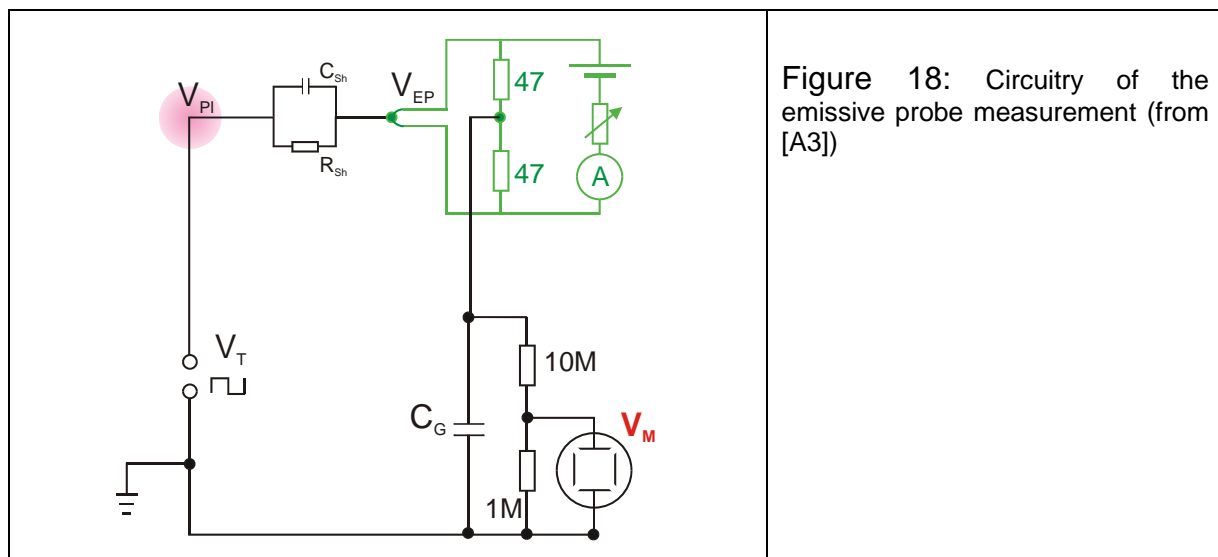 C_Sh
V_Pl
V_EP
47
R_Sh
47
A
V_T
10M
C_G
V_M
1M
Figure 18: Circuitry of the
emissive probe measurement (from
[A3])